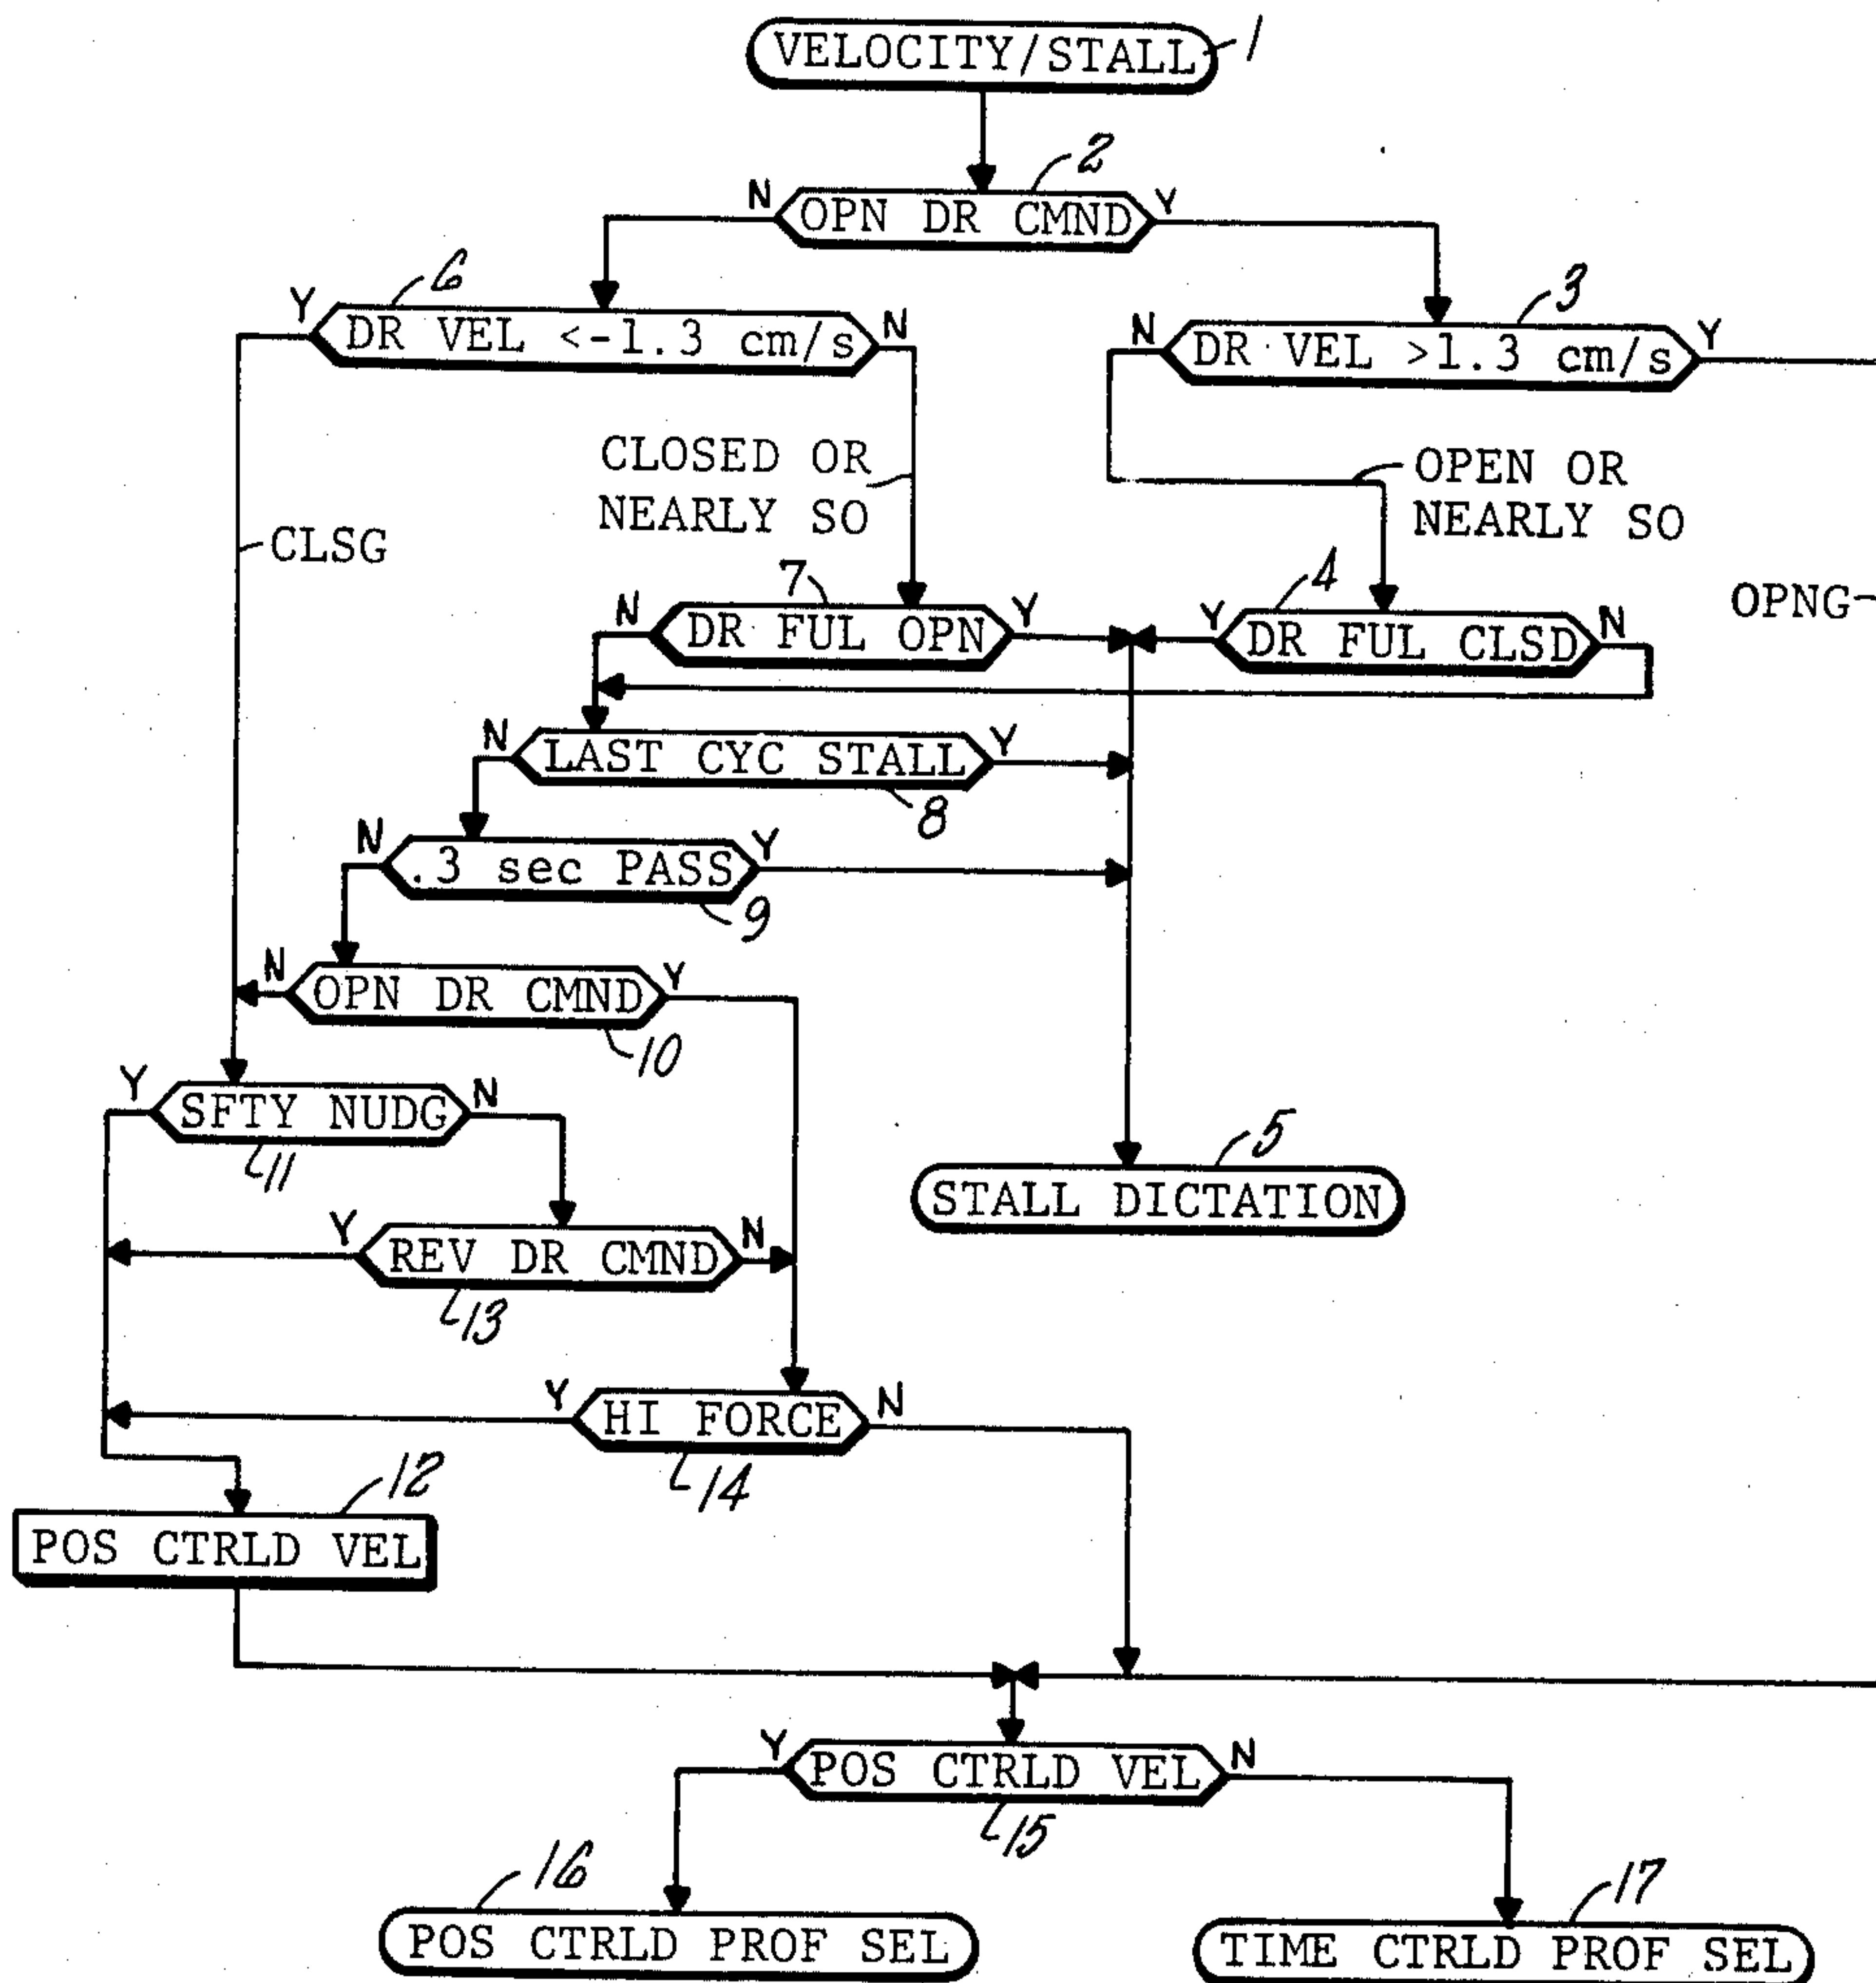 VELOCITY/STALL
1
2
N
OPN DR CMND
Y
6
Y
DR VEL <-1.3 cm/s
N
3
N
DR VEL >1.3 cm/s
Y
CLOSED OR
NEARLY SO
OPEN OR
NEARLY SO
CLSG
OPNG
7
N
DR FUL OPN
Y
4
Y
DR FUL CLSD
N
N
LAST CYC STALL
Y
8
N
.3 sec PASS
Y
9
N
OPN DR CMND
Y
10
Y
SFTY NUDG
N
11
5
STALL DICTATION
Y
REV DR CMND
N
13
Y
HI FORCE
N
14
12
POS CTRLD VEL
Y
POS CTRLD VEL
N
15
16
POS CTRLD PROF SEL
17
TIME CTRLD PROF SEL